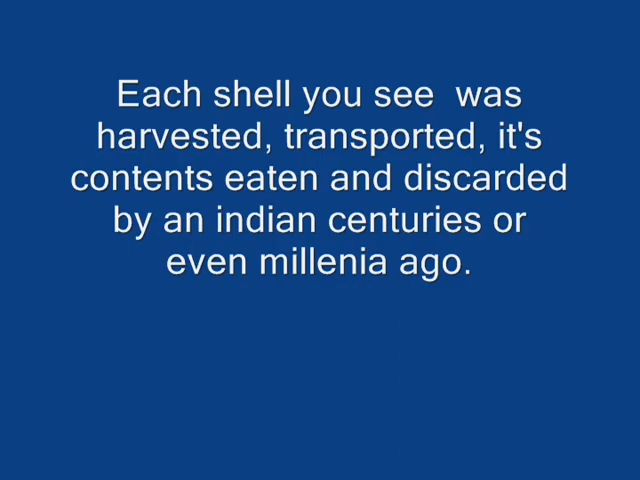 Each shell you see  was
harvested, transported, it's
contents eaten and discarded
by an indian centuries or
even millenia ago.